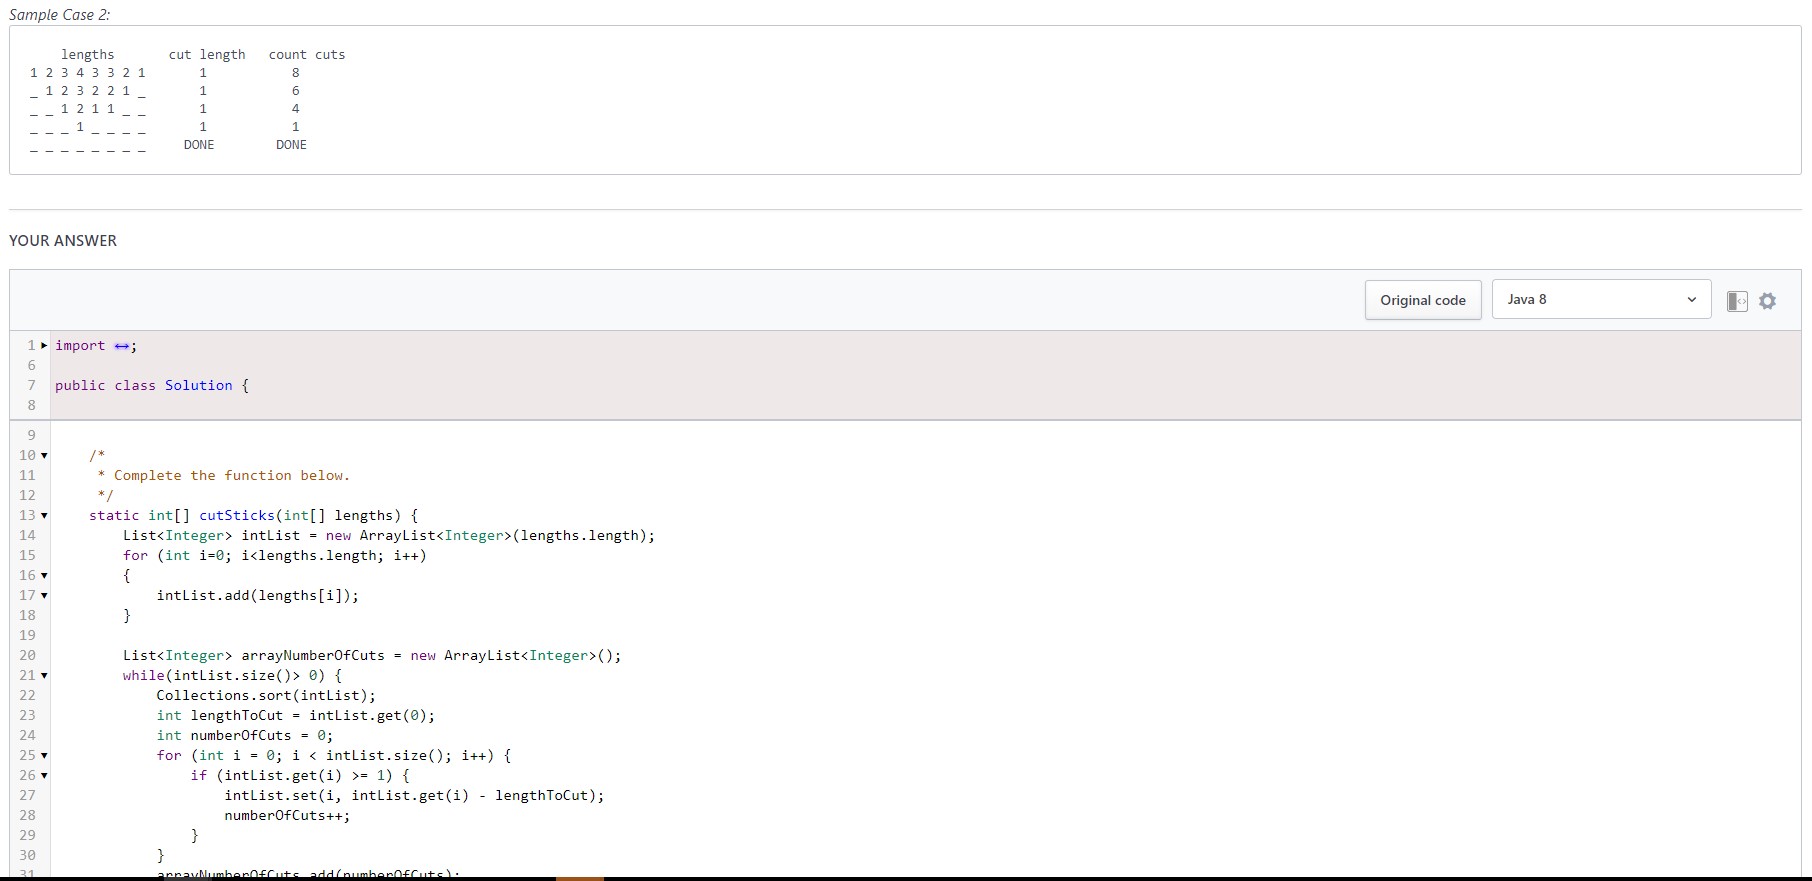 Sample Case 2:
lengths cut length count cuts
1 2 3 4 3 3 2 1 1 8
_ 1 2 3 2 2 1 _ 1 6
_ _ 1 2 1 1 _ _ 1 4
_ _ _ 1 _ _ _ _ 1 1
_ _ _ _ _ _ _ _ DONE DONE
YOUR ANSWER
Original code Java 8
1 import ↔;
6
7 public class Solution {
8
9
10 /*
11 * Complete the function below.
12 */
13 static int[] cutSticks(int[] lengths) {
14 List<Integer> intList = new ArrayList<Integer>(lengths.length);
15 for (int i=0; i<lengths.length; i++)
16 {
17 intList.add(lengths[i]);
18 }
19
20 List<Integer> arrayNumberOfCuts = new ArrayList<Integer>();
21 while(intList.size()> 0) {
22 Collections.sort(intList);
23 int lengthToCut = intList.get(0);
24 int numberOfCuts = 0;
25 for (int i = 0; i < intList.size(); i++) {
26 if (intList.get(i) >= 1) {
27 intList.set(i, intList.get(i) - lengthToCut);
28 numberOfCuts++;
29 }
30 }
31 arrayNumberOfCuts.add(numberOfCuts);